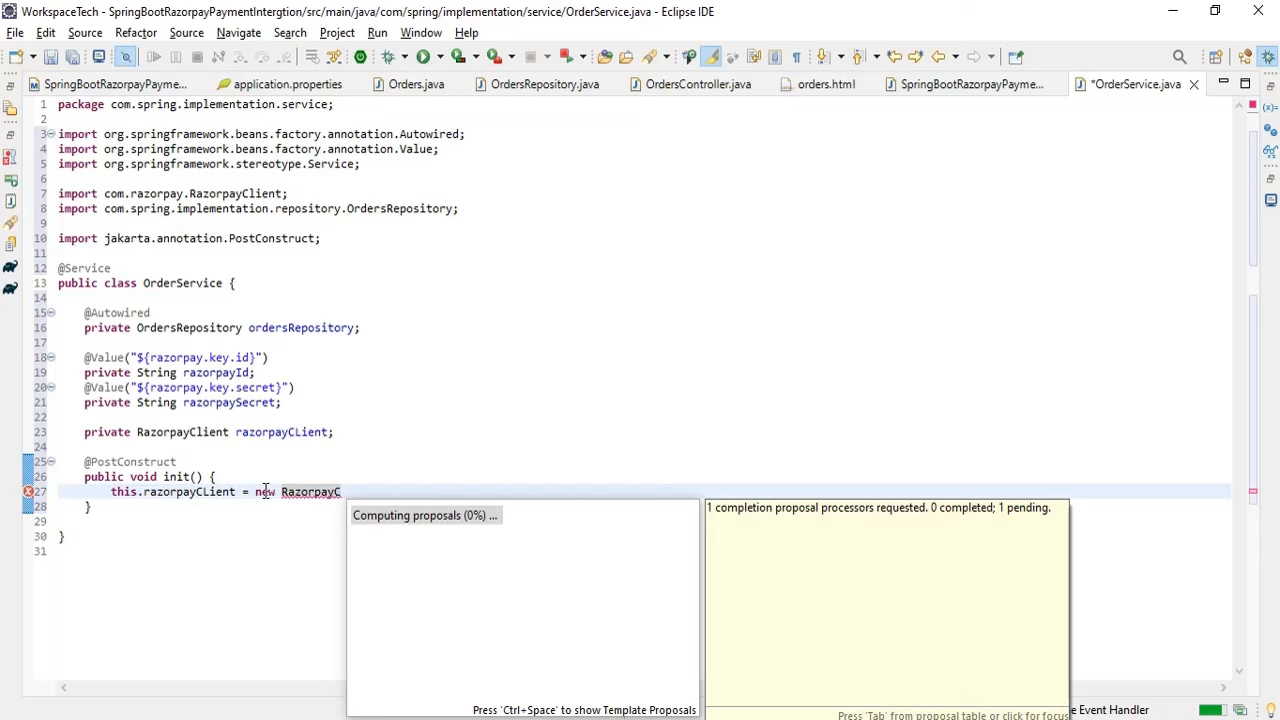 WorkspaceTech - SpringBootRazorpayPaymentIntergtion/src/main/java/com/spring/implementation/service/OrderService.java - Eclipse IDE
File Edit Source Refactor Source Navigate Search Project Run Window Help
SpringBootRazorpayPayme... application.properties Orders.java OrdersRepository.java OrdersController.java orders.html SpringBootRazorpayPayme... *OrderService.java
1 package com.spring.implementation.service;
2
3 import org.springframework.beans.factory.annotation.Autowired;
4 import org.springframework.beans.factory.annotation.Value;
5 import org.springframework.stereotype.Service;
6
7 import com.razorpay.RazorpayClient;
8 import com.spring.implementation.repository.OrdersRepository;
9
10 import jakarta.annotation.PostConstruct;
11
12 @Service
13 public class OrderService {
14
15 @Autowired
16 private OrdersRepository ordersRepository;
17
18 @Value("${razorpay.key.id}")
19 private String razorpayId;
20 @Value("${razorpay.key.secret}")
21 private String razorpaySecret;
22
23 private RazorpayClient razorpayCLient;
24
25 @PostConstruct
26 public void init() {
27 this.razorpayCLient = new RazorpayC
28 }
29
30 }
31
Computing proposals (0%) ...
1 completion proposal processors requested. 0 completed; 1 pending.
Press 'Ctrl+Space' to show Template Proposals
Press 'Tab' from proposal table or click for focus
e Event Handler